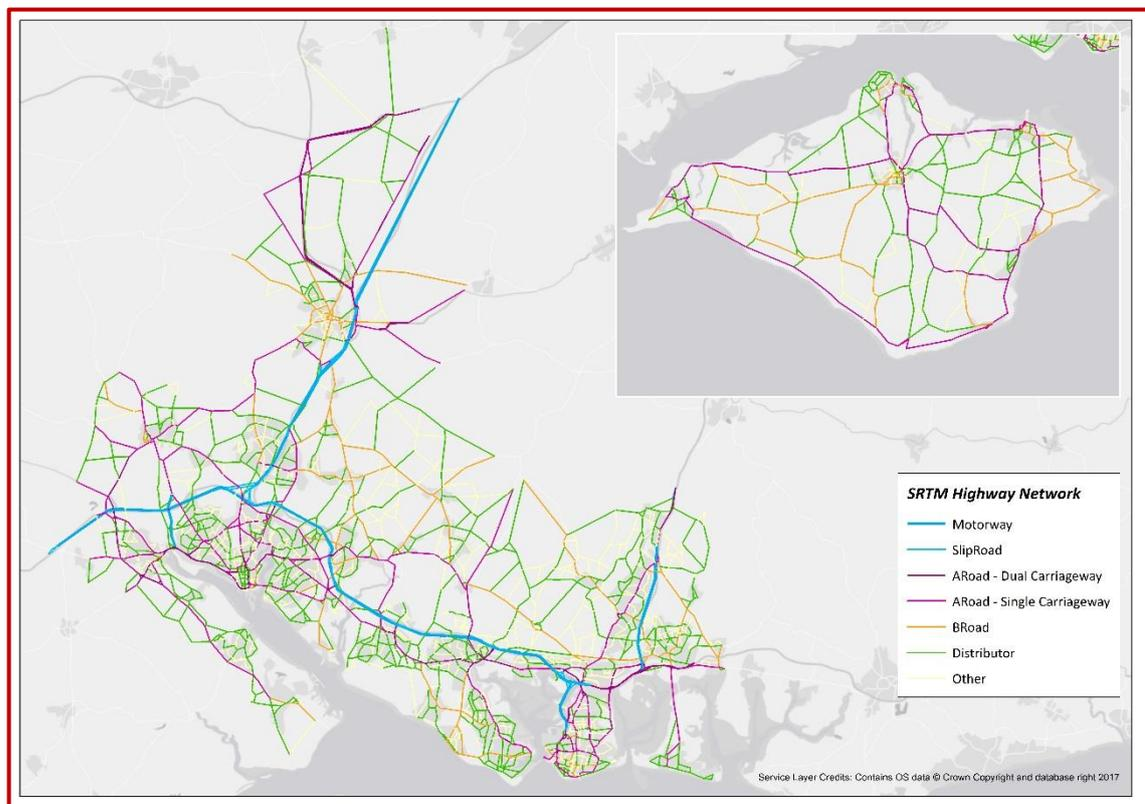 SRTM Highway Network
Motorway
SlipRoad
ARoad - Dual Carriageway
ARoad - Single Carriageway
BRoad
Distributor
Other
Service Layer Credits: Contains OS data © Crown Copyright and database right 2017